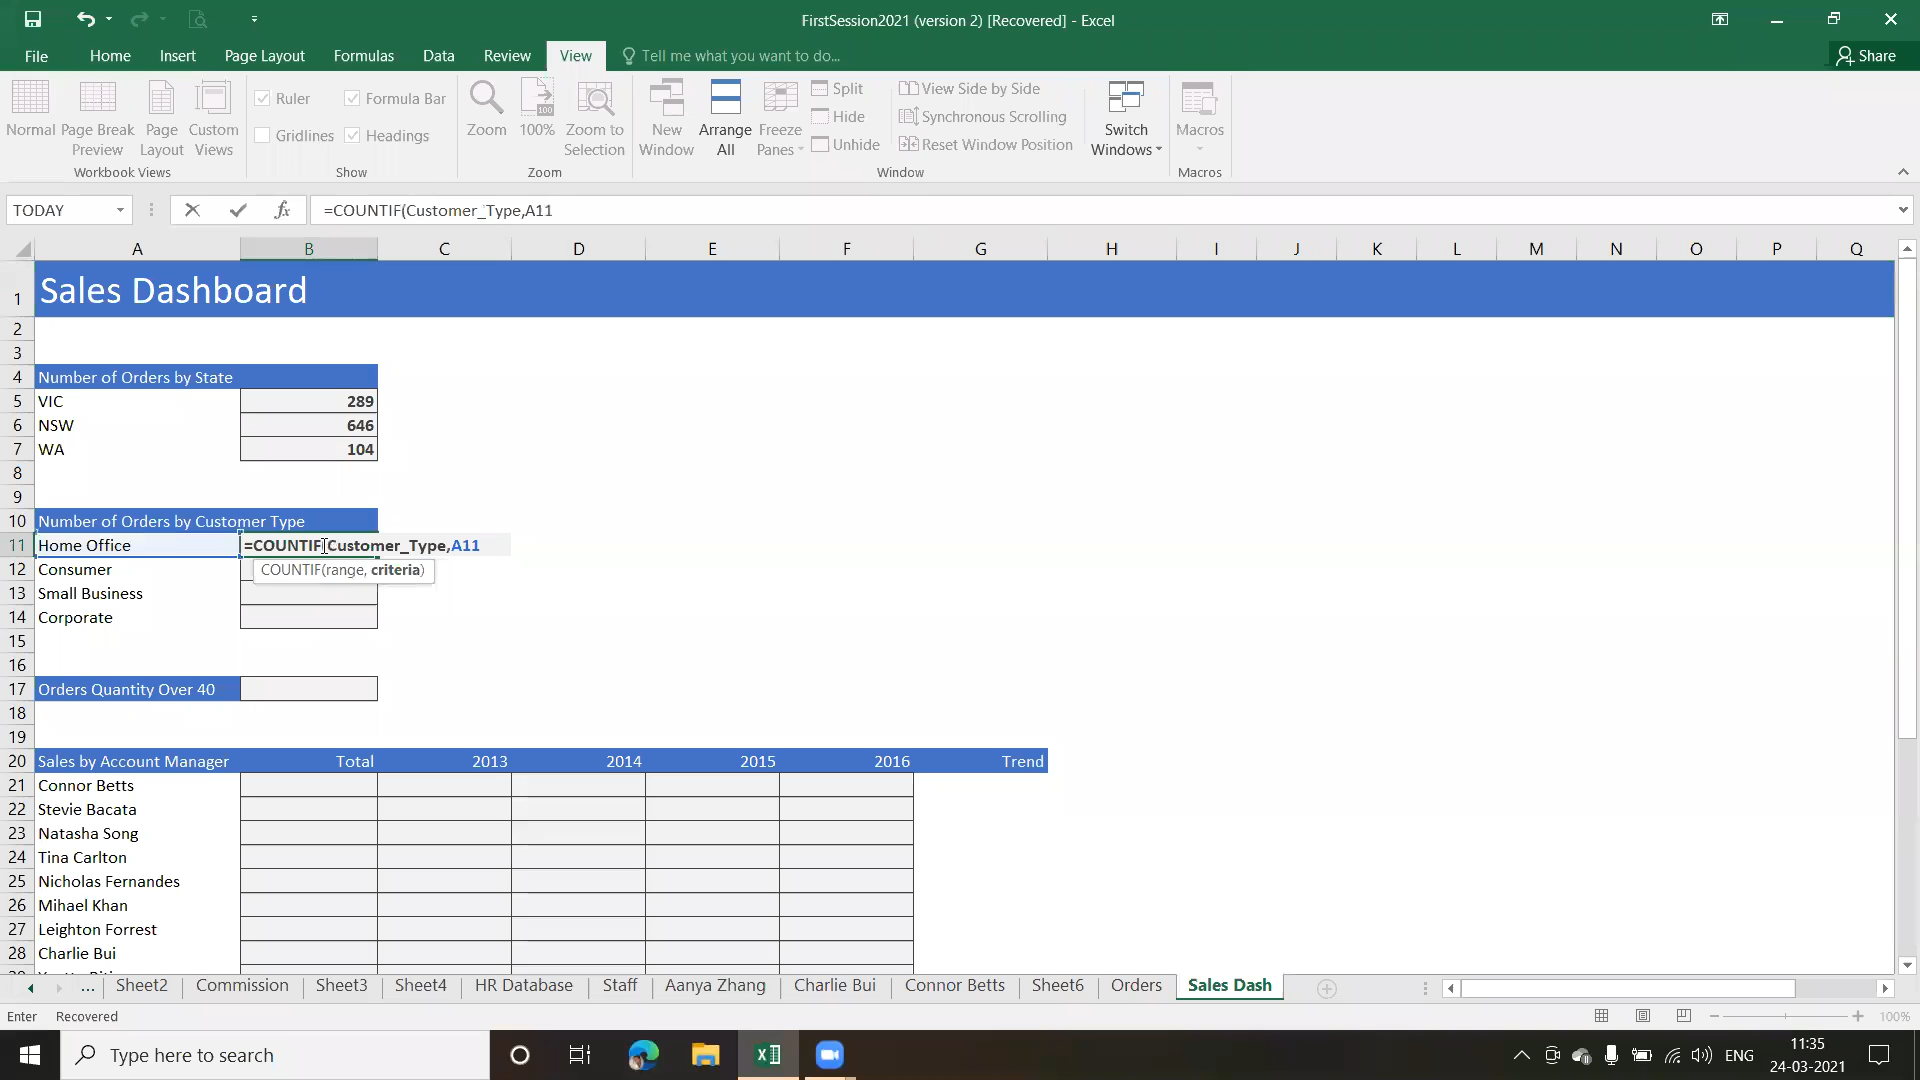 FirstSession2021 (version 2) [Recovered] - Excel
File Home Insert Page Layout Formulas Data Review View Tell me what you want to do... Share
Normal Page Break Preview Page Layout Custom Views
Workbook Views
Ruler Formula Bar
Gridlines Headings
Show
Zoom 100% Zoom to Selection
100
Zoom
New Window Arrange All Freeze Panes
Split
Hide
Unhide
View Side by Side
Synchronous Scrolling
Reset Window Position
Window
Switch Windows
Macros
Macros
TODAY fx =COUNTIF(Customer_Type,A11
A B C D E F G H I J K L M N O P Q
1 Sales Dashboard
2
3
4 Number of Orders by State
5 VIC 289
6 NSW 646
7 WA 104
8
9
10 Number of Orders by Customer Type
11 Home Office =COUNTIF(Customer_Type,A11
12 Consumer COUNTIF(range, criteria)
13 Small Business
14 Corporate
15
16
17 Orders Quantity Over 40
18
19
20 Sales by Account Manager Total 2013 2014 2015 2016 Trend
21 Connor Betts
22 Stevie Bacata
23 Natasha Song
24 Tina Carlton
25 Nicholas Fernandes
26 Mihael Khan
27 Leighton Forrest
28 Charlie Bui
... Sheet2 Commission Sheet3 Sheet4 HR Database Staff Aanya Zhang Charlie Bui Connor Betts Sheet6 Orders Sales Dash
Enter Recovered 100%
Type here to search ENG 11:35
24-03-2021